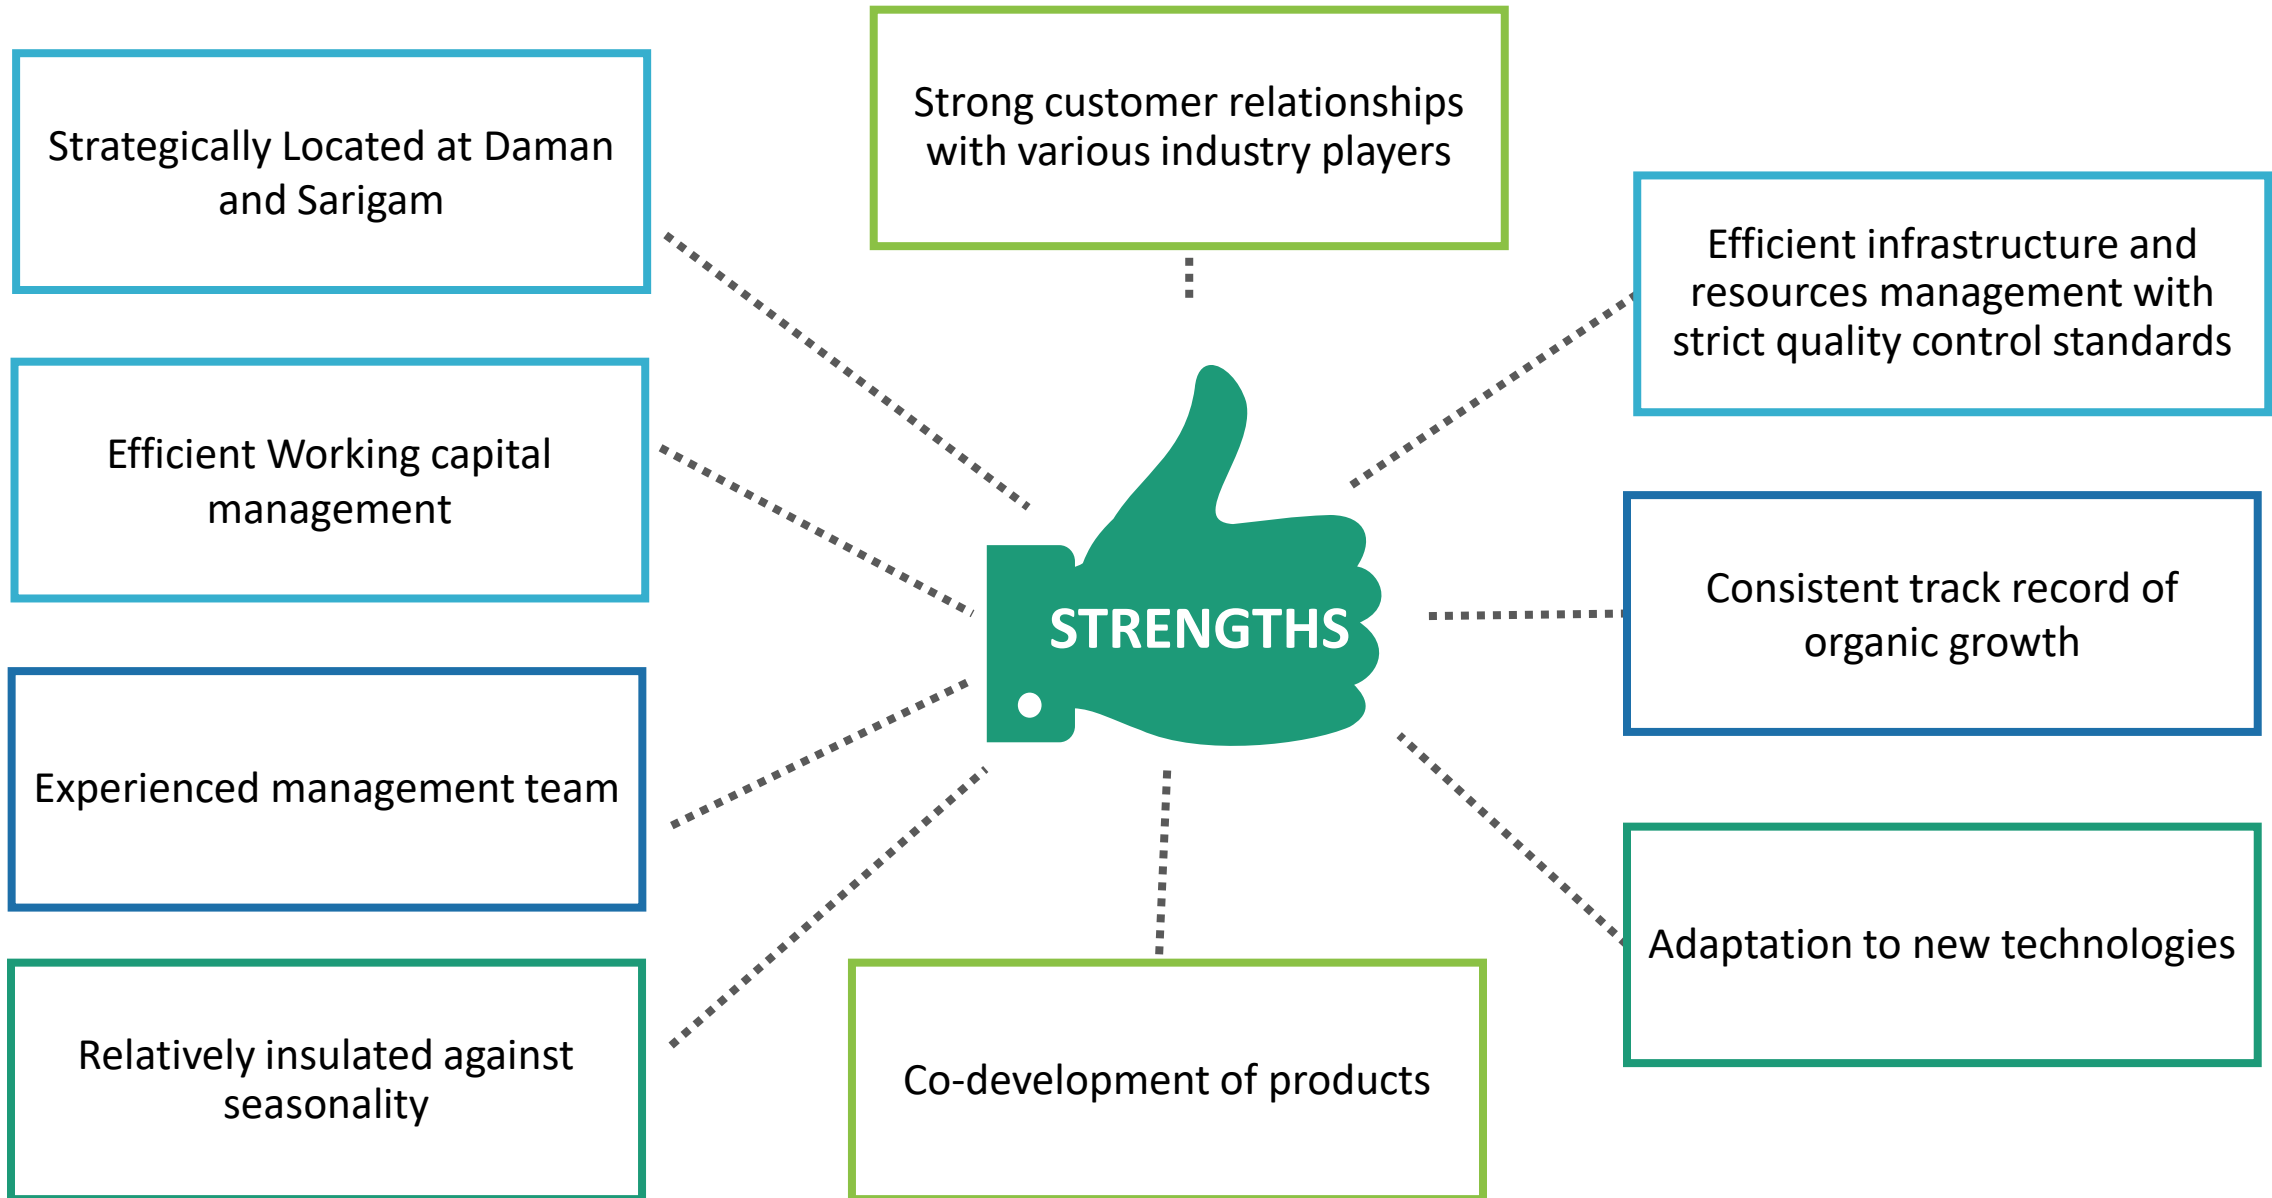 Strategically Located at Daman
and Sarigam
Strong customer relationships
with various industry players
Efficient infrastructure and
resources management with
strict quality control standards
Efficient Working capital
management
STRENGTHS
Consistent track record of
organic growth
Experienced management team
Adaptation to new technologies
Relatively insulated against
seasonality
Co-development of products